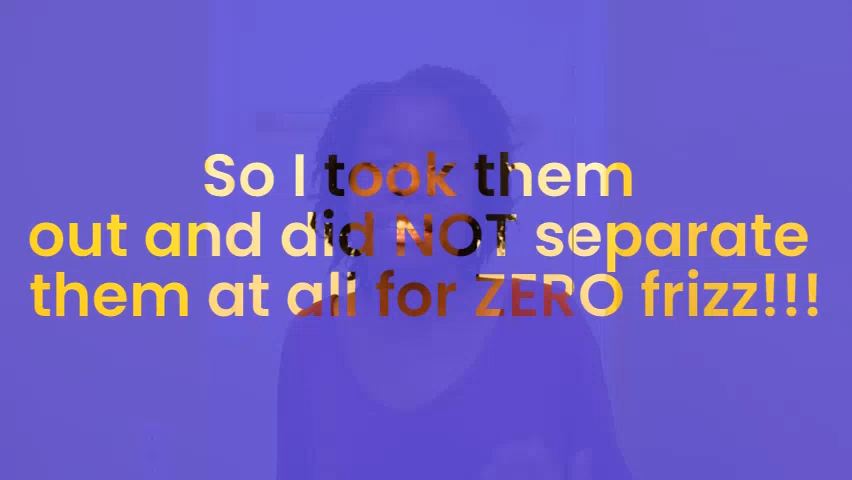 So I took them
out and did NOT separate
them at all for ZERO frizz!!!